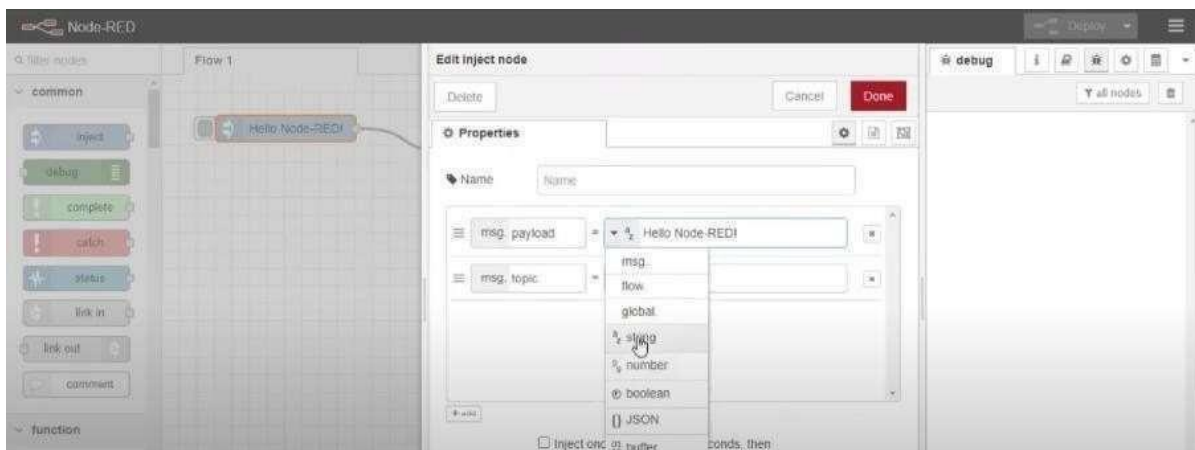 Node-RED
Deploy
filter nodes
Flow 1
Edit inject node
debug
i
all nodes
common
Delete
Cancel
Done
inject
Hello Node-RED!
Properties
debug
Name
Name
complete
msg. payload
=
Hello Node-RED!
catch
msg.
status
msg. topic
=
flow.
link in
global.
string
link out
number
comment
boolean
add
{} JSON
function
Inject onc
buffer
conds, then